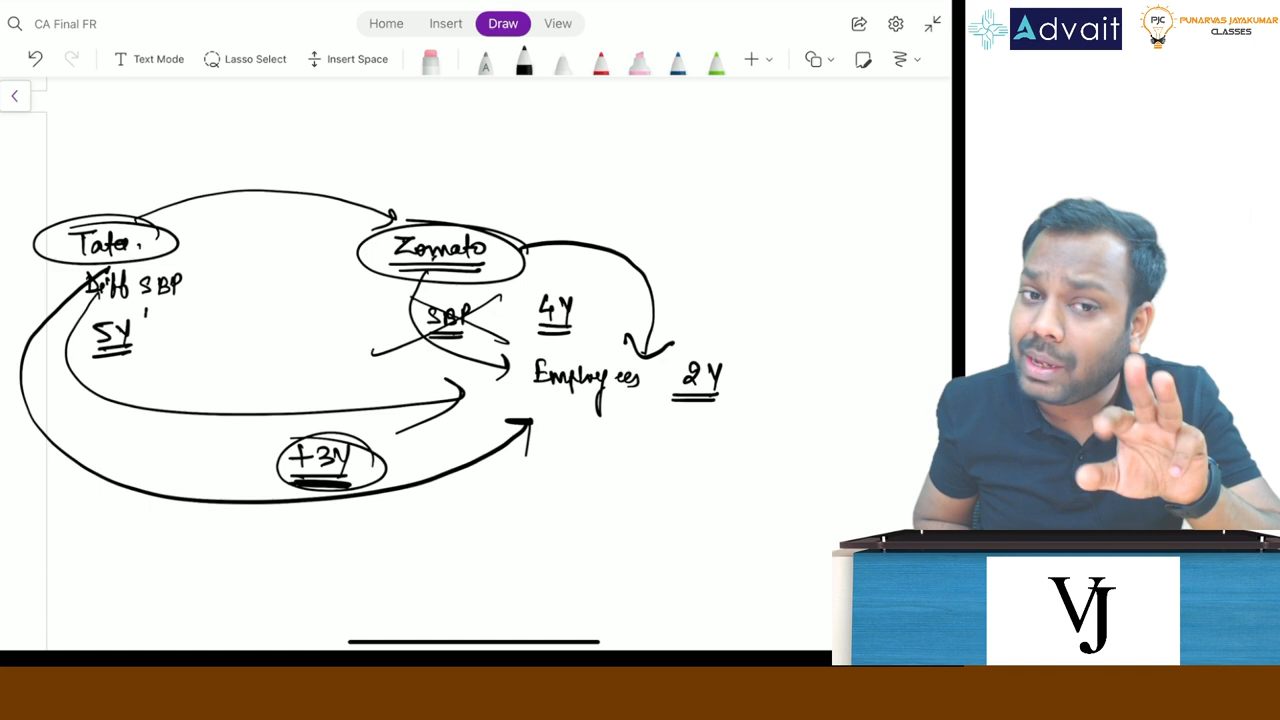 CA Final FR
Home Insert Draw View
Text Mode Lasso Select Insert Space
A
Advait
PJC
PUNARVAS JAYAKUMAR
CLASSES
Tata.
Zomato
Diff SBP
5Y
SBP
4Y
Employees 2Y
+3Y
VJ